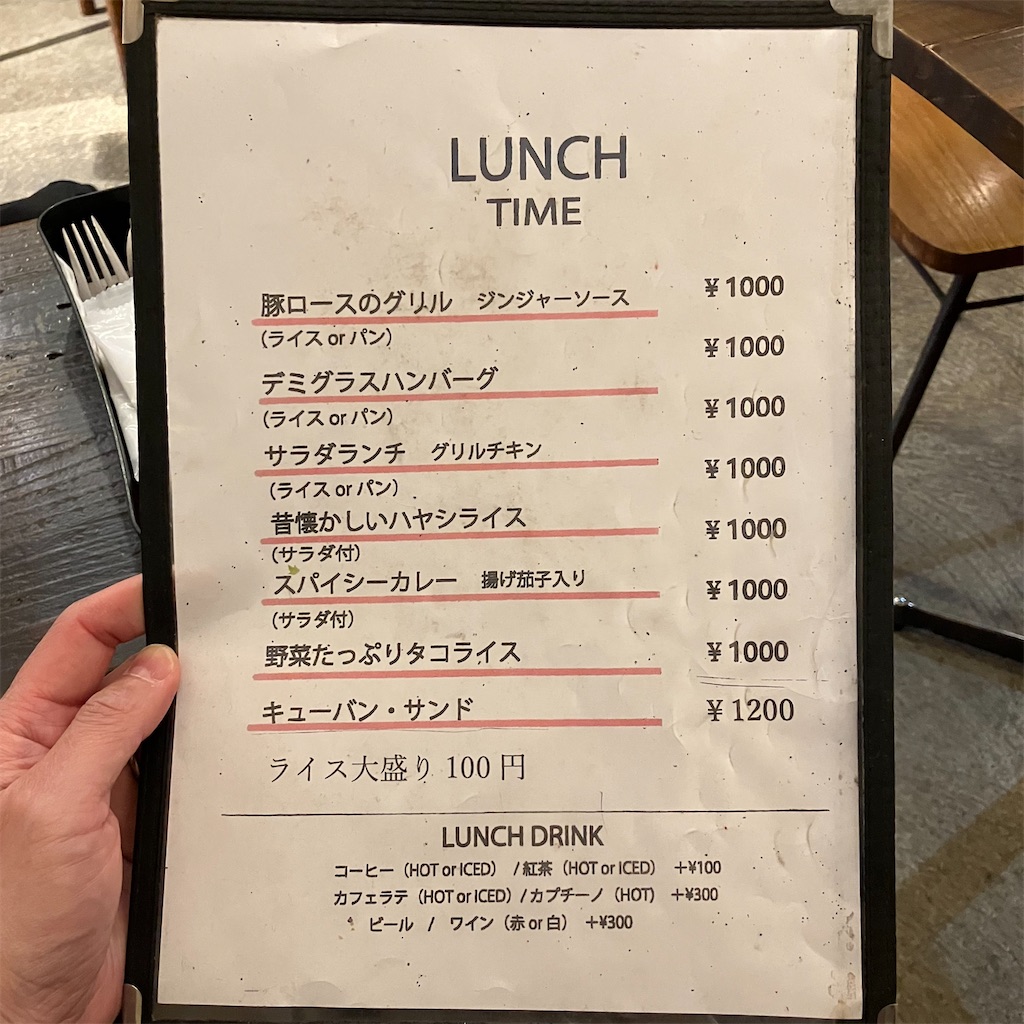 LUNCH
TIME
豚ロースのグリル ジンジャーソース ¥1000
(ライス or パン) ¥1000
デミグラスハンバーグ
(ライス or パン) ¥1000
サラダランチ グリルチキン ¥1000
(ライス or パン)
昔懐かしいハヤシライス ¥1000
(サラダ付)
スパイシーカレー 揚げ茄子入り ¥1000
(サラダ付)
野菜たっぷりタコライス ¥1000
キューバン・サンド ¥1200
ライス大盛り 100 円
LUNCH DRINK
コーヒー (HOT or ICED) / 紅茶 (HOT or ICED) +¥100
カフェラテ (HOT or ICED) / カプチーノ (HOT) +¥300
ビール / ワイン (赤 or 白) +¥300